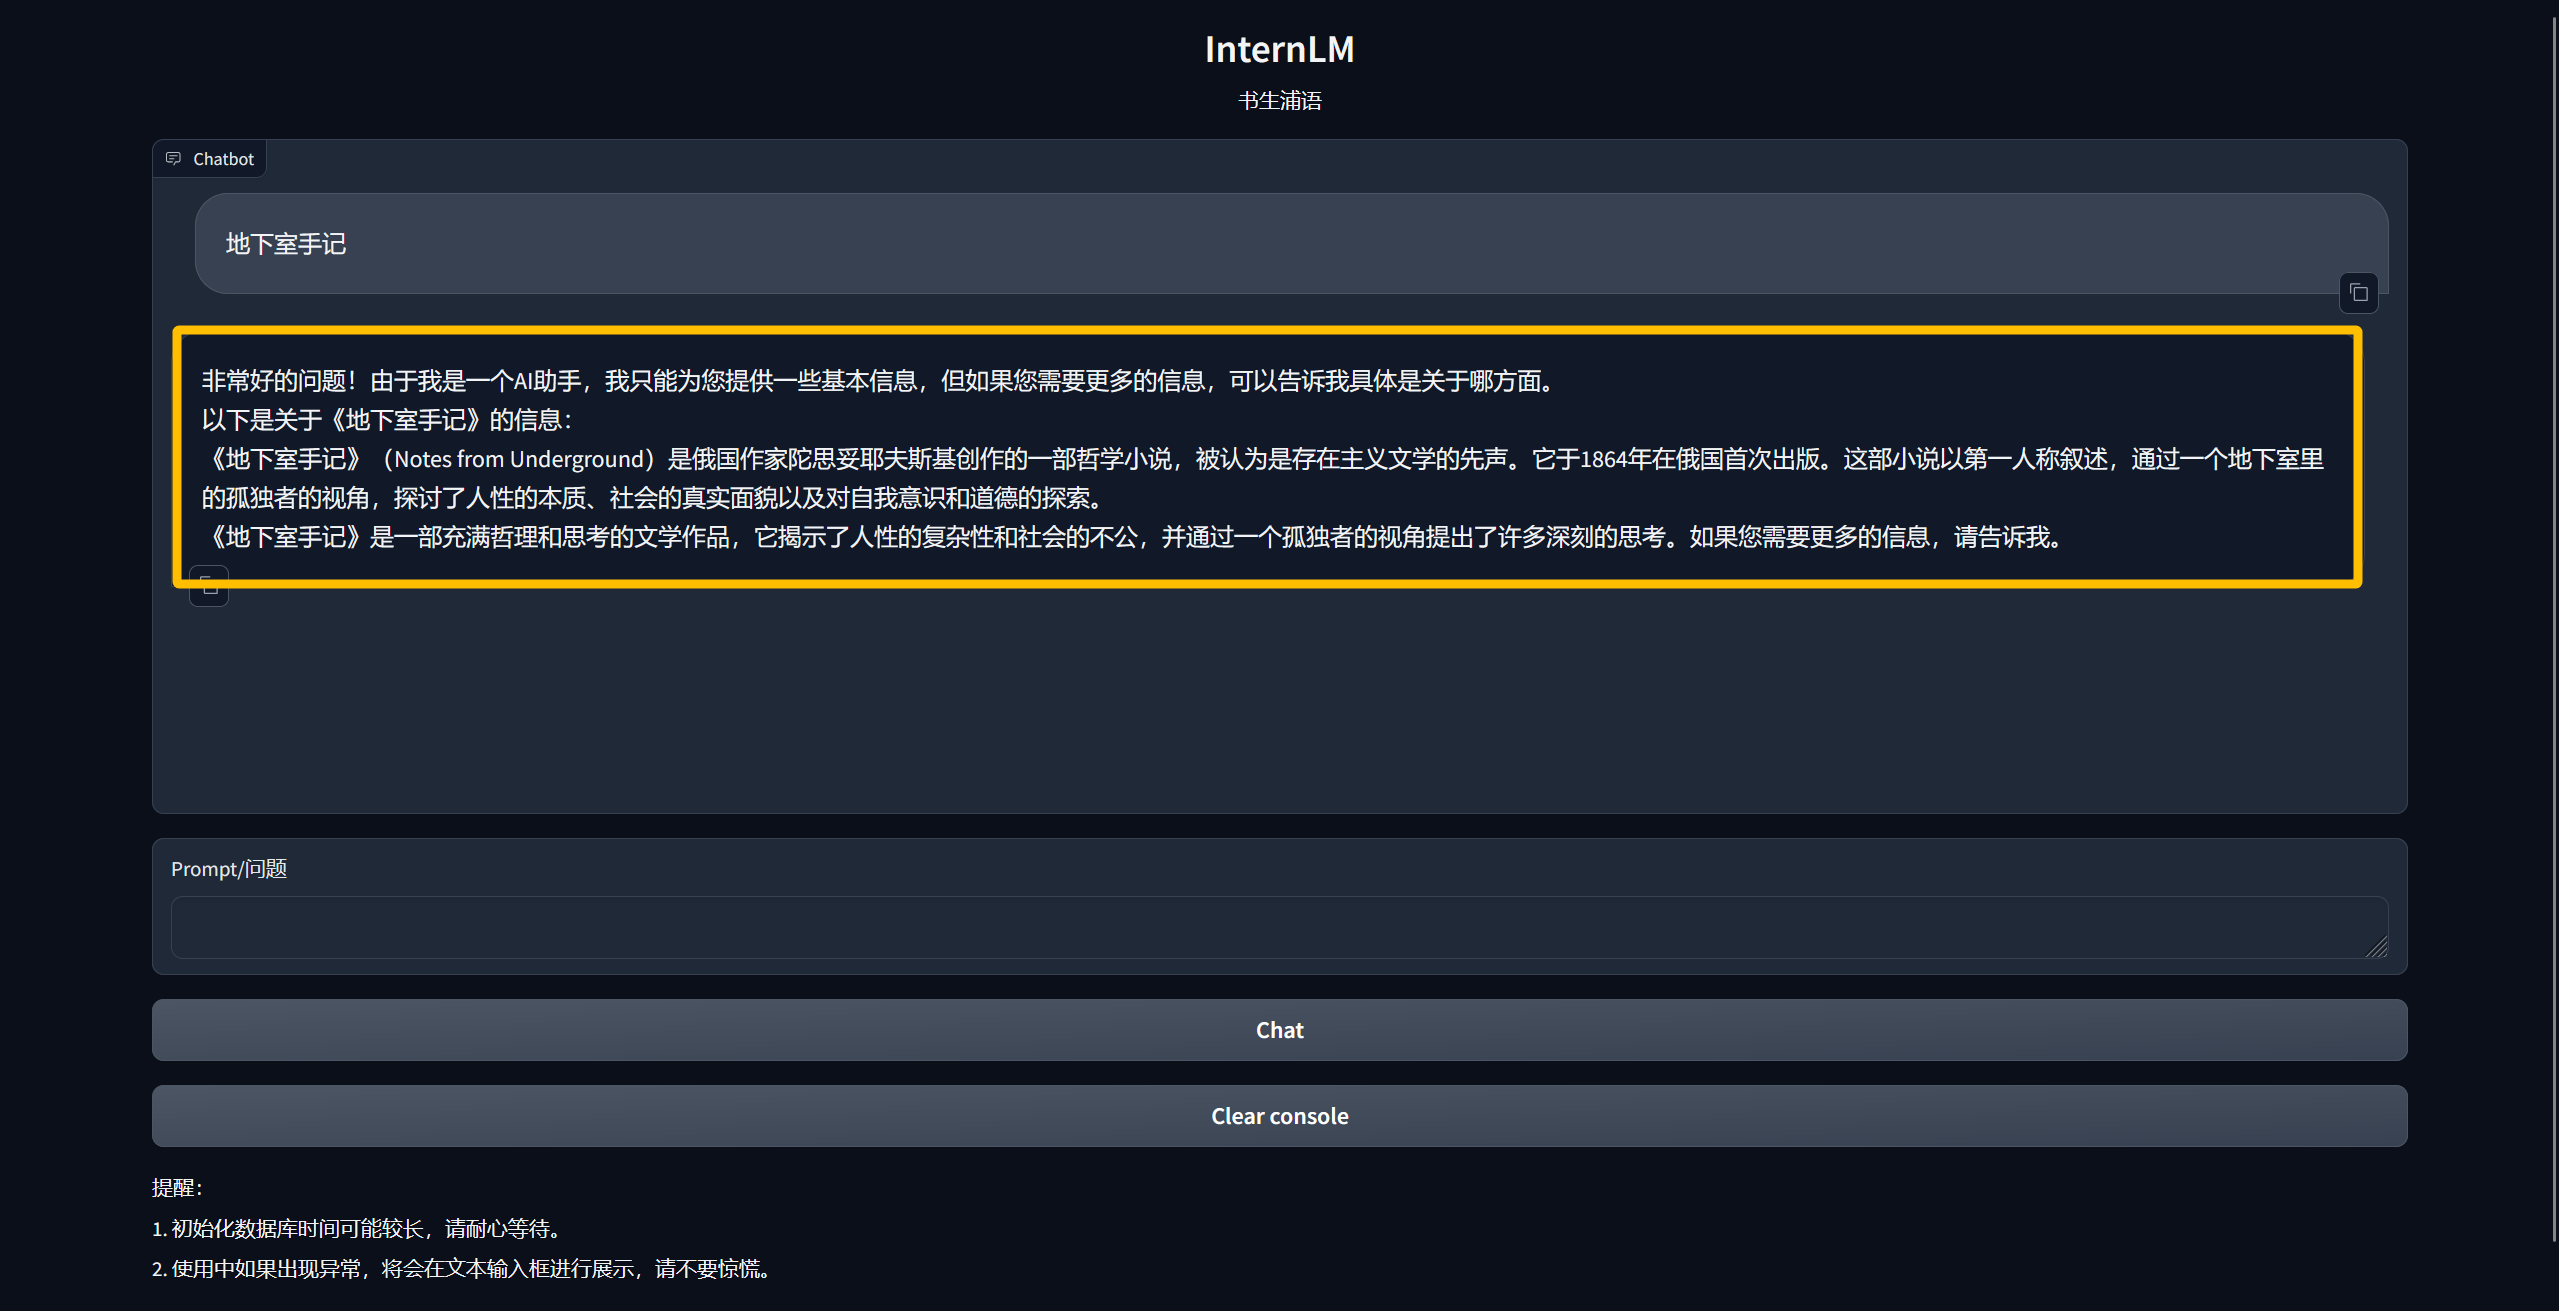 InternLM
书生浦语
Chatbot
地下室手记
非常好的问题！由于我是一个AI助手，我只能为您提供一些基本信息，但如果您需要更多的信息，可以告诉我具体是关于哪方面。
以下是关于《地下室手记》的信息：
《地下室手记》（Notes from Underground）是俄国作家陀思妥耶夫斯基创作的一部哲学小说，被认为是存在主义文学的先声。它于1864年在俄国首次出版。这部小说以第一人称叙述，通过一个地下室里
的孤独者的视角，探讨了人性的本质、社会的真实面貌以及对自我意识和道德的探索。
《地下室手记》是一部充满哲理和思考的文学作品，它揭示了人性的复杂性和社会的不公，并通过一个孤独者的视角提出了许多深刻的思考。如果您需要更多的信息，请告诉我。
Prompt/问题
Chat
Clear console
提醒：
1. 初始化数据库时间可能较长，请耐心等待。
2. 使用中如果出现异常，将会在文本输入框进行展示，请不要惊慌。